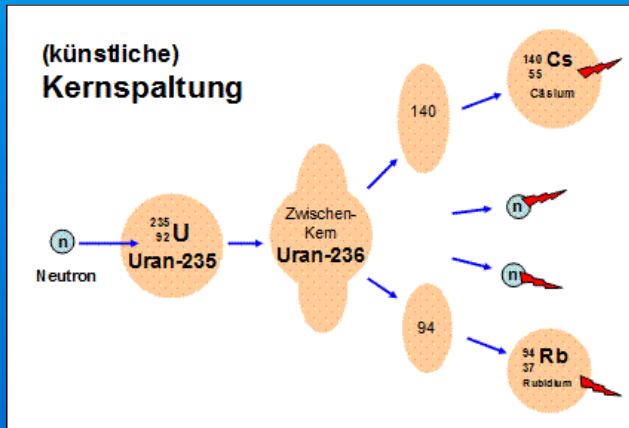 (künstliche)
Kernspaltung
n
Neutron
235
92 U
Uran-235
Zwischen-
Kern
Uran-236
140
140
55 Cs
Cäsium
n
n
94
94
37 Rb
Rubidium